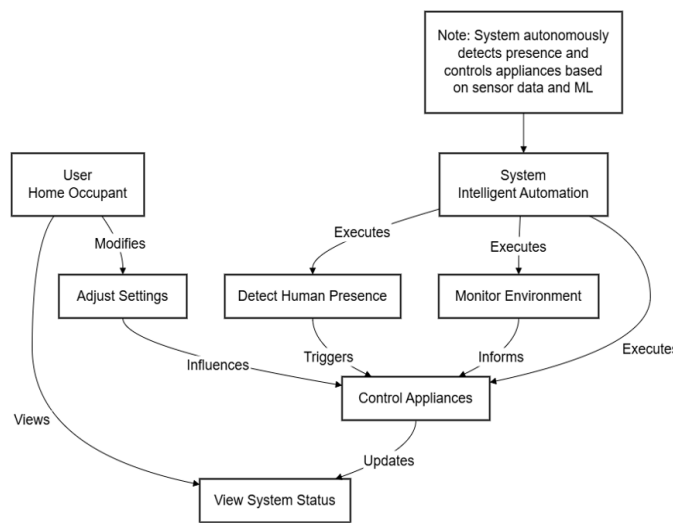 Note: System autonomously
detects presence and
controls appliances based
on sensor data and ML
User
Home Occupant
System
Intelligent Automation
Modifies
Executes
Executes
Adjust Settings
Detect Human Presence
Monitor Environment
Influences
Triggers
Informs
Executes
Control Appliances
Views
Updates
View System Status